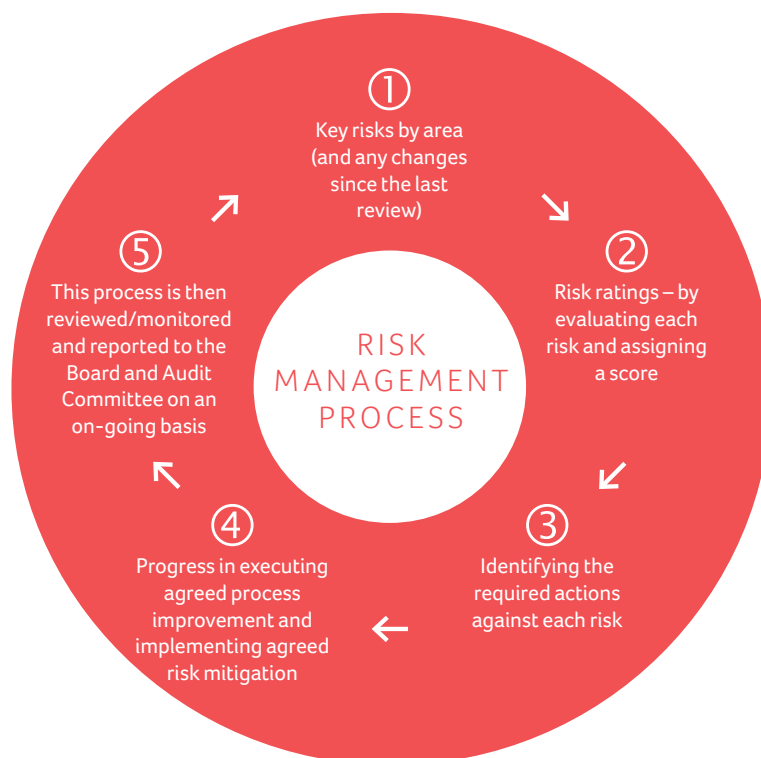 ①
Key risks by area
(and any changes
since the last
review)
②
Risk ratings – by
evaluating each
risk and assigning
a score
③
Identifying the
required actions
against each risk
④
Progress in executing
agreed process
improvement and
implementing agreed
risk mitigation
⑤
This process is then
reviewed/monitored
and reported to the
Board and Audit
Committee on an
on-going basis
RISK
MANAGEMENT
PROCESS